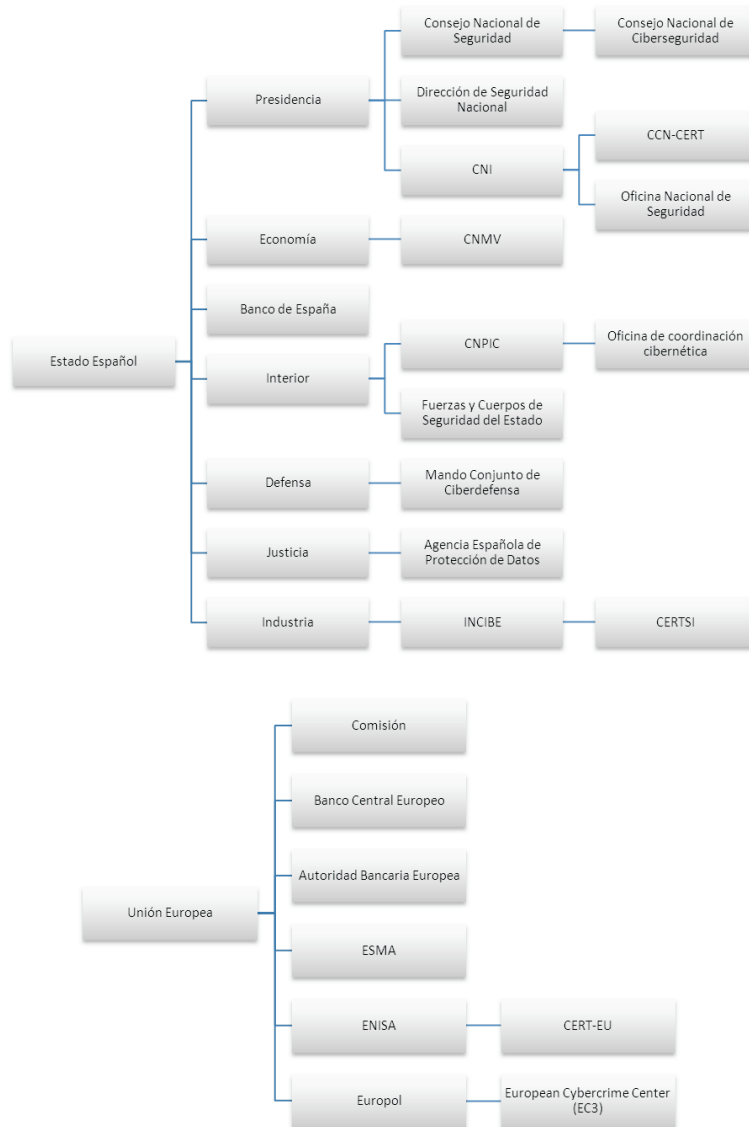 Consejo Nacional de
Seguridad
Consejo Nacional de
Ciberseguridad
Presidencia
Dirección de Seguridad
Nacional
CNI
CCN-CERT
Oficina Nacional de
Seguridad
Economía
CNMV
Banco de España
Estado Español
Interior
CNPIC
Oficina de coordinación
cibernética
Fuerzas y Cuerpos de
Seguridad del Estado
Defensa
Mando Conjunto de
Ciberdefensa
Justicia
Agencia Española de
Protección de Datos
Industria
INCIBE
CERTSI
Comisión
Banco Central Europeo
Autoridad Bancaria Europea
Unión Europea
ESMA
ENISA
CERT-EU
Europol
European Cybercrime Center
(EC3)